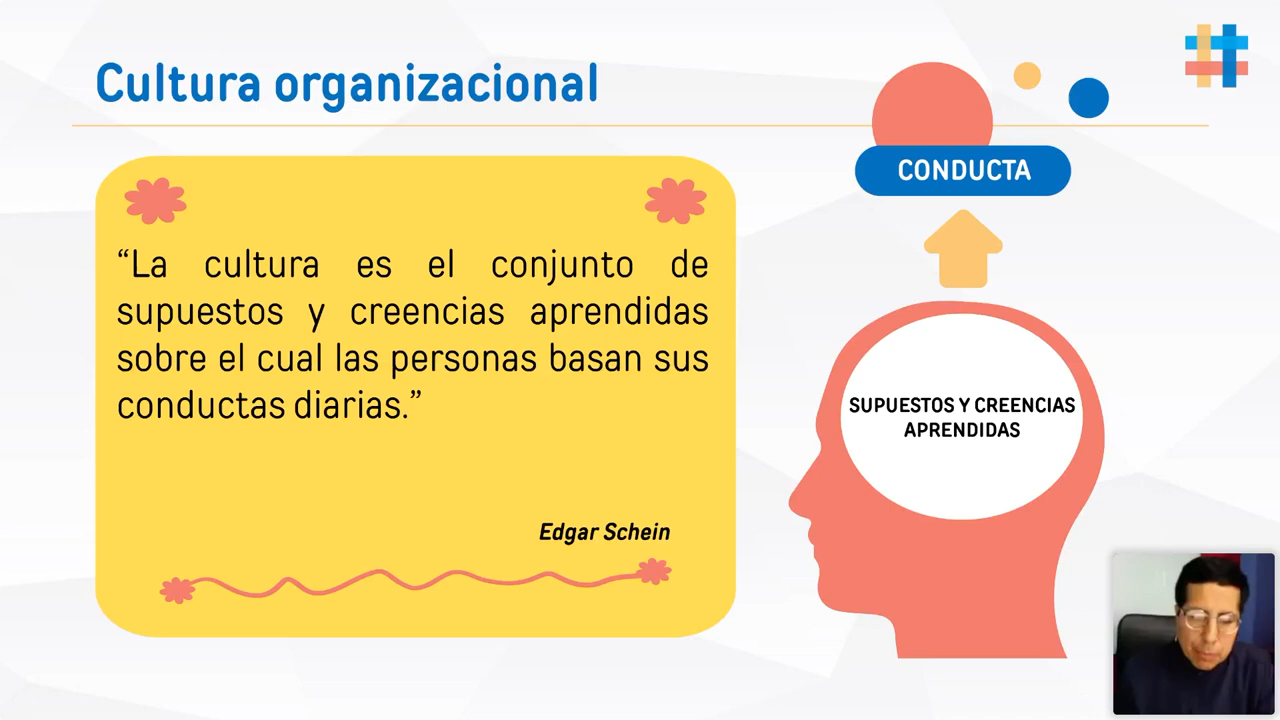 Cultura organizacional
“La cultura es el conjunto de
supuestos y creencias aprendidas
sobre el cual las personas basan sus
conductas diarias.”
Edgar Schein
CONDUCTA
SUPUESTOS Y CREENCIAS
APRENDIDAS